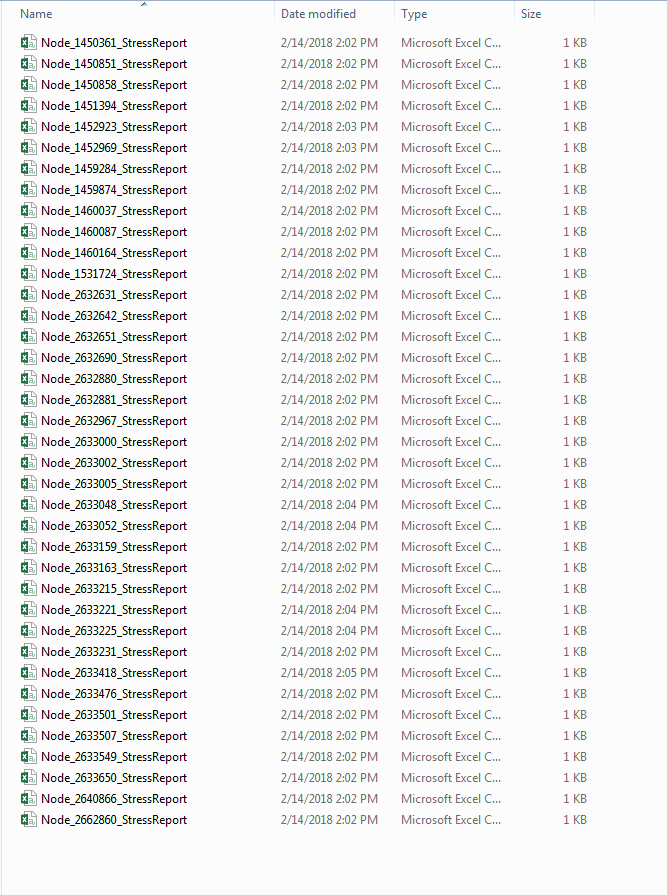 Name Date modified Type Size
Node_1450361_StressReport 2/14/2018 2:02 PM Microsoft Excel C... 1 KB
Node_1450851_StressReport 2/14/2018 2:02 PM Microsoft Excel C... 1 KB
Node_1450858_StressReport 2/14/2018 2:02 PM Microsoft Excel C... 1 KB
Node_1451394_StressReport 2/14/2018 2:02 PM Microsoft Excel C... 1 KB
Node_1452923_StressReport 2/14/2018 2:03 PM Microsoft Excel C... 1 KB
Node_1452969_StressReport 2/14/2018 2:03 PM Microsoft Excel C... 1 KB
Node_1459284_StressReport 2/14/2018 2:02 PM Microsoft Excel C... 1 KB
Node_1459874_StressReport 2/14/2018 2:02 PM Microsoft Excel C... 1 KB
Node_1460037_StressReport 2/14/2018 2:02 PM Microsoft Excel C... 1 KB
Node_1460087_StressReport 2/14/2018 2:02 PM Microsoft Excel C... 1 KB
Node_1460164_StressReport 2/14/2018 2:02 PM Microsoft Excel C... 1 KB
Node_1531724_StressReport 2/14/2018 2:02 PM Microsoft Excel C... 1 KB
Node_2632631_StressReport 2/14/2018 2:02 PM Microsoft Excel C... 1 KB
Node_2632642_StressReport 2/14/2018 2:02 PM Microsoft Excel C... 1 KB
Node_2632651_StressReport 2/14/2018 2:02 PM Microsoft Excel C... 1 KB
Node_2632690_StressReport 2/14/2018 2:02 PM Microsoft Excel C... 1 KB
Node_2632880_StressReport 2/14/2018 2:02 PM Microsoft Excel C... 1 KB
Node_2632881_StressReport 2/14/2018 2:02 PM Microsoft Excel C... 1 KB
Node_2632967_StressReport 2/14/2018 2:02 PM Microsoft Excel C... 1 KB
Node_2633000_StressReport 2/14/2018 2:02 PM Microsoft Excel C... 1 KB
Node_2633002_StressReport 2/14/2018 2:02 PM Microsoft Excel C... 1 KB
Node_2633005_StressReport 2/14/2018 2:02 PM Microsoft Excel C... 1 KB
Node_2633048_StressReport 2/14/2018 2:04 PM Microsoft Excel C... 1 KB
Node_2633052_StressReport 2/14/2018 2:04 PM Microsoft Excel C... 1 KB
Node_2633159_StressReport 2/14/2018 2:02 PM Microsoft Excel C... 1 KB
Node_2633163_StressReport 2/14/2018 2:02 PM Microsoft Excel C... 1 KB
Node_2633215_StressReport 2/14/2018 2:02 PM Microsoft Excel C... 1 KB
Node_2633221_StressReport 2/14/2018 2:04 PM Microsoft Excel C... 1 KB
Node_2633225_StressReport 2/14/2018 2:04 PM Microsoft Excel C... 1 KB
Node_2633231_StressReport 2/14/2018 2:02 PM Microsoft Excel C... 1 KB
Node_2633418_StressReport 2/14/2018 2:05 PM Microsoft Excel C... 1 KB
Node_2633476_StressReport 2/14/2018 2:02 PM Microsoft Excel C... 1 KB
Node_2633501_StressReport 2/14/2018 2:02 PM Microsoft Excel C... 1 KB
Node_2633507_StressReport 2/14/2018 2:02 PM Microsoft Excel C... 1 KB
Node_2633549_StressReport 2/14/2018 2:02 PM Microsoft Excel C... 1 KB
Node_2633650_StressReport 2/14/2018 2:02 PM Microsoft Excel C... 1 KB
Node_2640866_StressReport 2/14/2018 2:02 PM Microsoft Excel C... 1 KB
Node_2662860_StressReport 2/14/2018 2:02 PM Microsoft Excel C... 1 KB